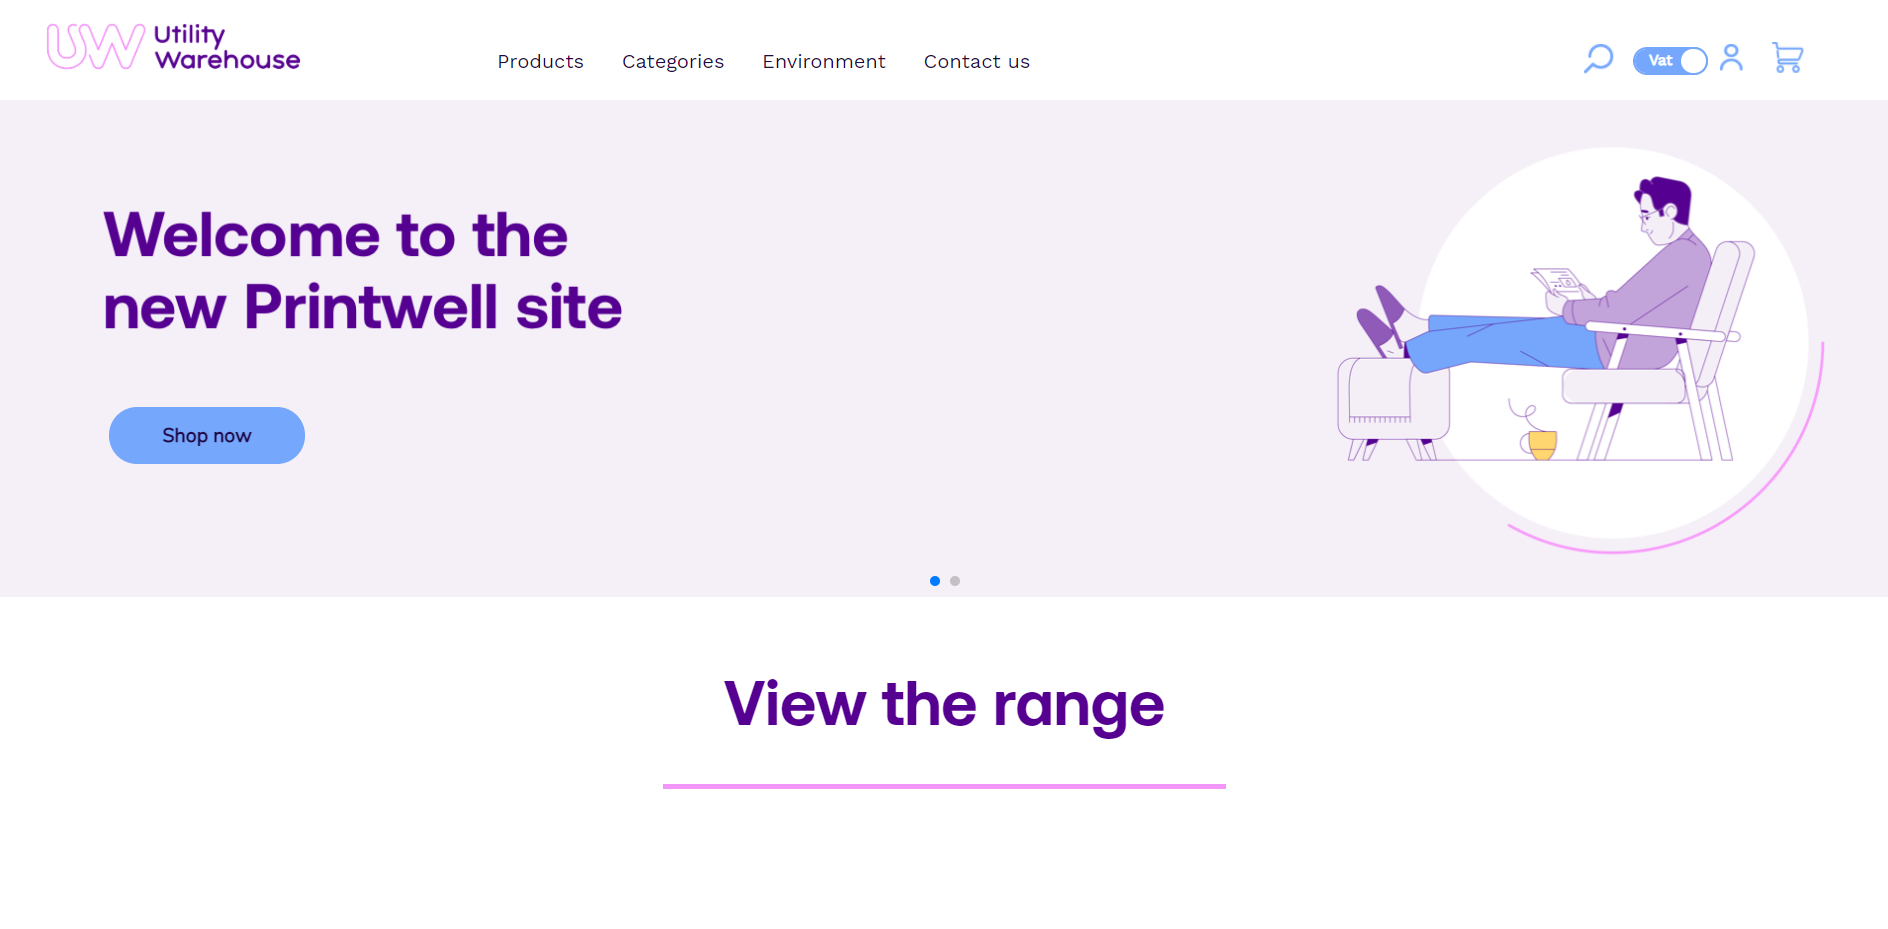 UW Utility
Warehouse
Products Categories Environment Contact us
Vat
Welcome to the
new Printwell site
Shop now
View the range